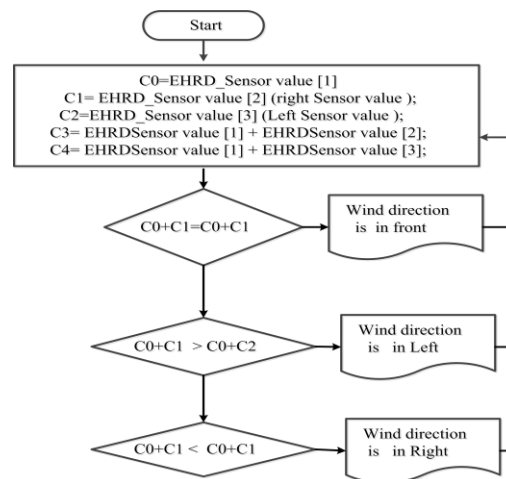 Start
C0=EHRD_Sensor value [1]
C1= EHRD_Sensor value [2] (right Sensor value );
C2=EHRD_Sensor value [3] (Left Sensor value );
C3= EHRDSensor value [1] + EHRDSensor value [2];
C4= EHRDSensor value [1] + EHRDSensor value [3];
C0+C1=C0+C1
Wind direction
is in front
C0+C1 > C0+C2
Wind direction
is in Left
C0+C1 < C0+C1
Wind direction
is in Right